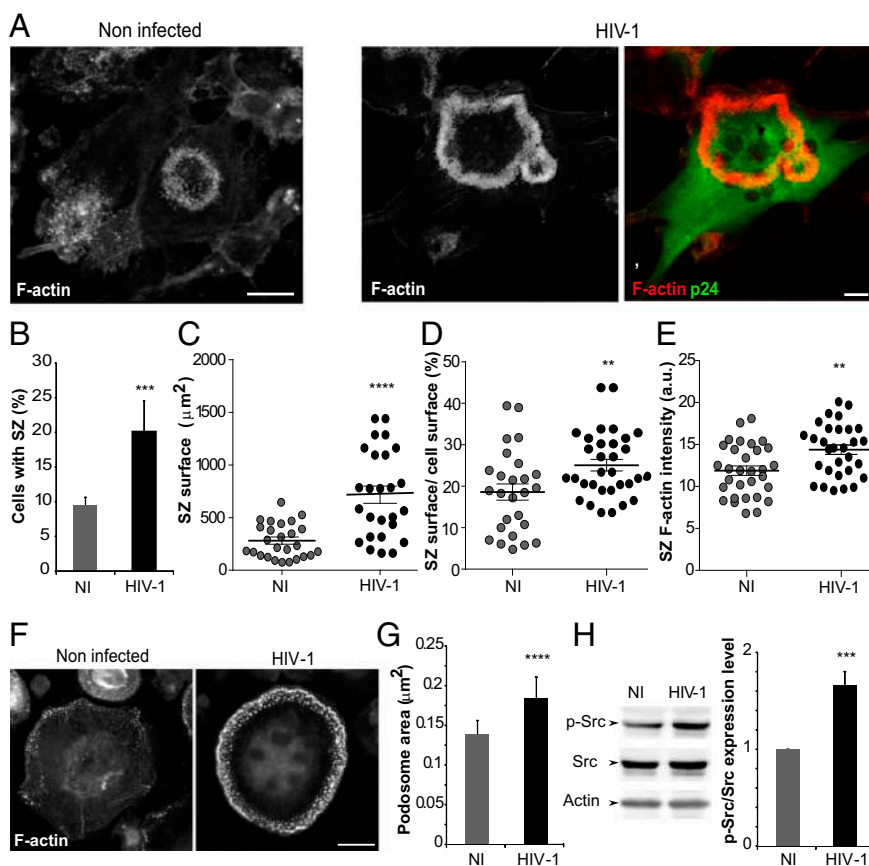 A
Non infected
HIV-1
F-actin
F-actin
,
F-actin p24
B
Cells with SZ (%)
30
25
20
15
10
5
0
***
NI
HIV-1
C
SZ surface (μm2)
2000
1500
1000
500
0
****
NI
HIV-1
D
SZ surface/ cell surface (%)
50
40
30
20
10
0
**
NI
HIV-1
E
SZ F-actin intensity (a.u.)
25
20
15
10
5.0
0.0
**
NI
HIV-1
F
Non infected
HIV-1
F-actin
G
Podosome area (μm2)
0.25
0.2
0.15
0.1
0.05
0
****
NI
HIV-1
H
NI HIV-1
p-Src
Src
Actin
p-Src/Src expression level
2
1
0
***
NI
HIV-1